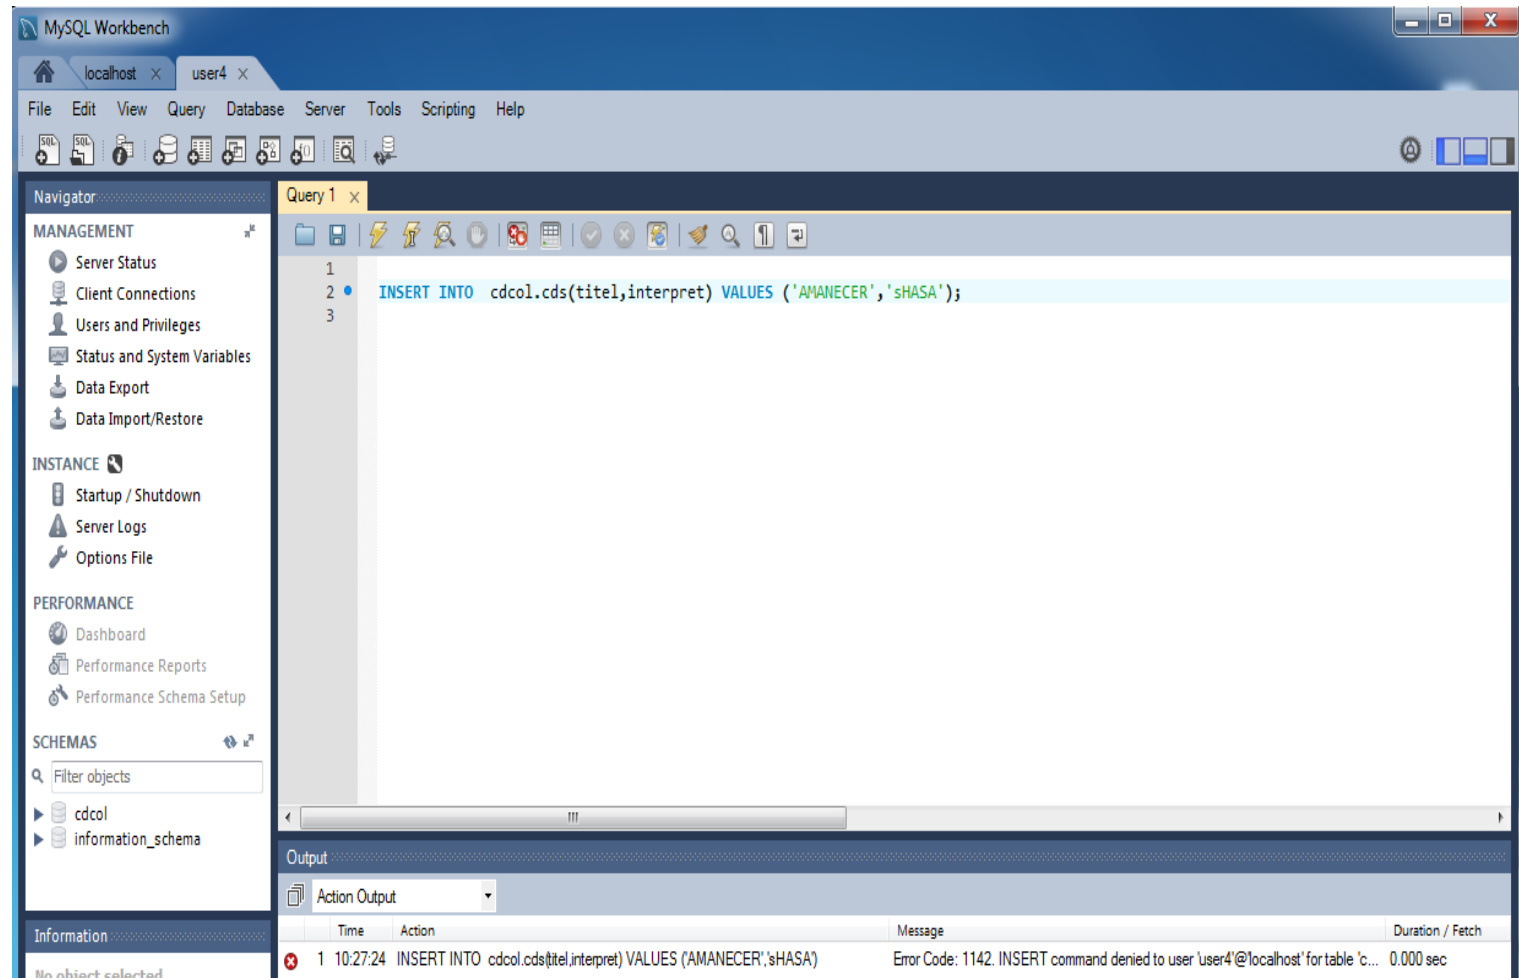 MySQL Workbench
localhost
user4
File Edit View Query Database Server Tools Scripting Help
Navigator
MANAGEMENT
Server Status
Client Connections
Users and Privileges
Status and System Variables
Data Export
Data Import/Restore
INSTANCE
Startup / Shutdown
Server Logs
Options File
PERFORMANCE
Dashboard
Performance Reports
Performance Schema Setup
SCHEMAS
Filter objects
cdcol
information_schema
Information
No object selected
Query 1
1
2 INSERT INTO cdcol.cds(titel,interpret) VALUES ('AMANECER','sHASA');
3
Output
Action Output
Time Action Message Duration / Fetch
1 10:27:24 INSERT INTO cdcol.cds(titel,interpret) VALUES ('AMANECER','sHASA') Error Code: 1142. INSERT command denied to user 'user4'@'localhost' for table 'c... 0.000 sec